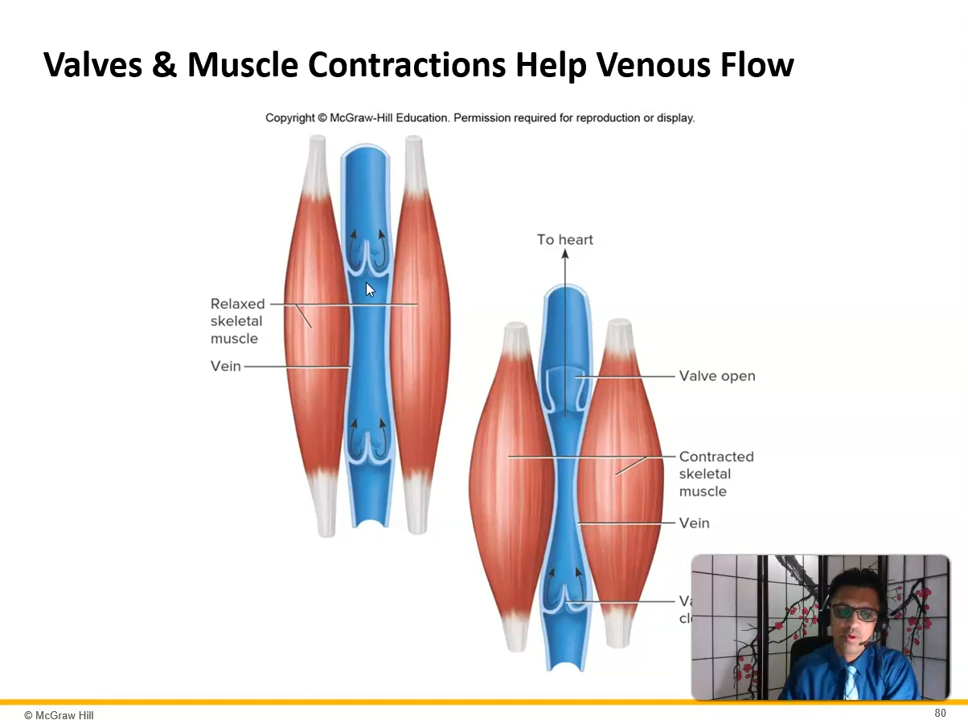 Valves & Muscle Contractions Help Venous Flow
Copyright © McGraw-Hill Education. Permission required for reproduction or display.
To heart
Relaxed
skeletal
muscle
Vein
Valve open
Contracted
skeletal
muscle
Vein
© McGraw Hill
80